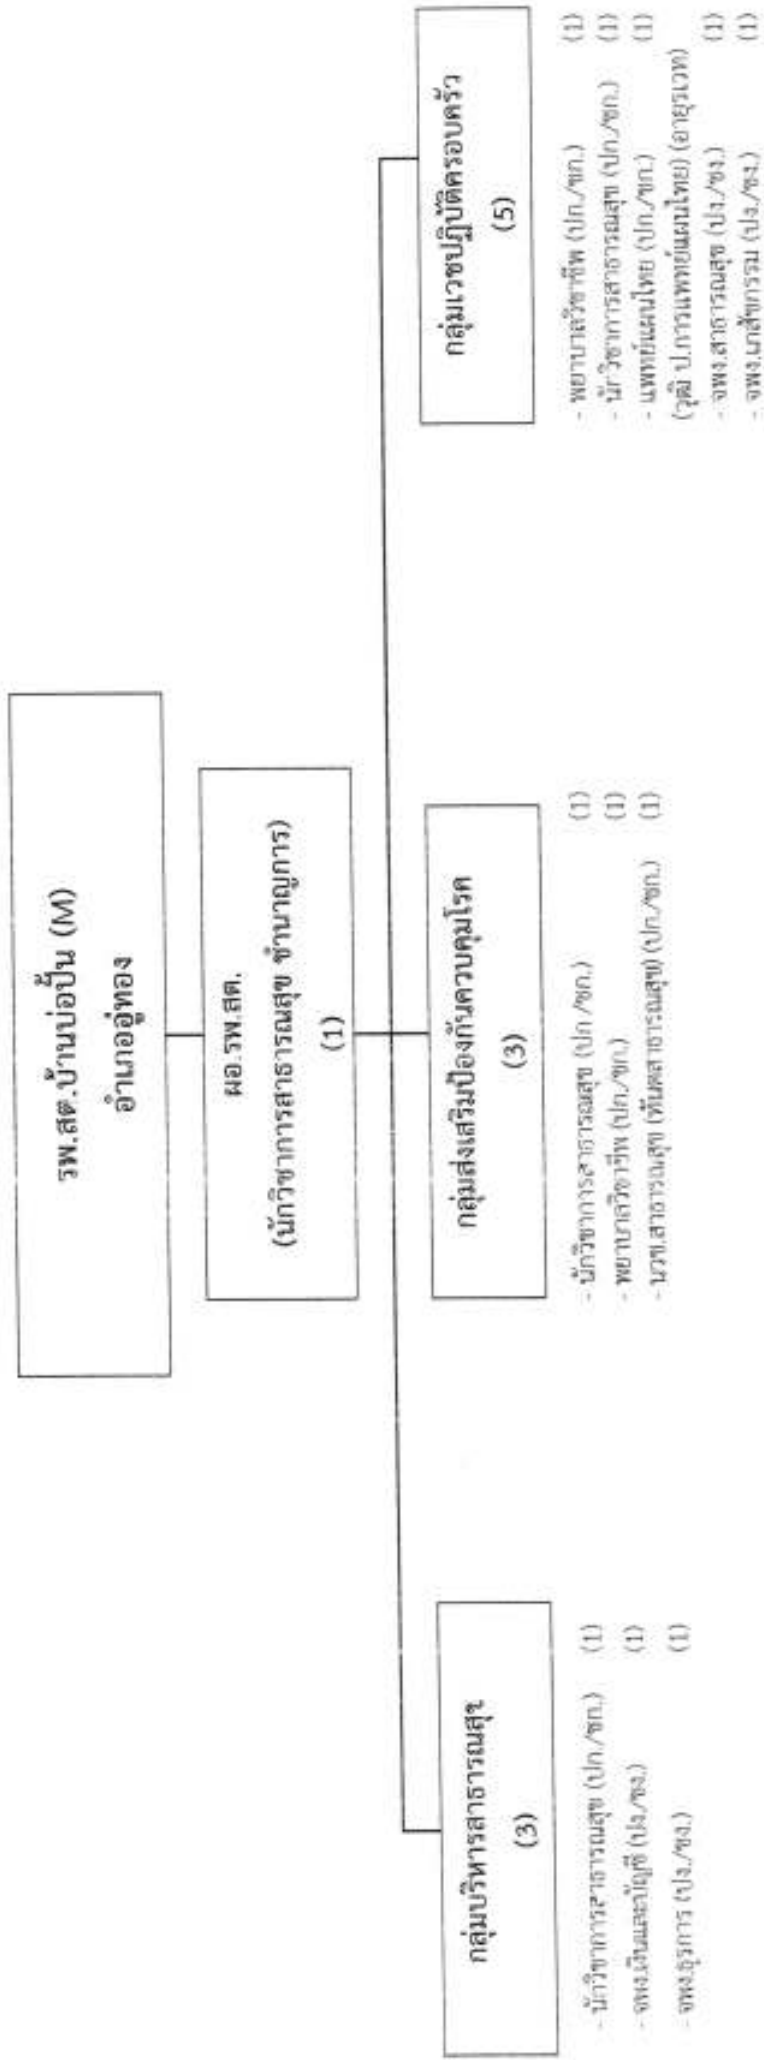 รพ.สต.บ้านบ่อปั้น (M)
อำเภออู่ทอง
ผอ.รพ.สต.
(นักวิชาการสาธารณสุข ชำนาญการ)
(1)
กลุ่มบริหารสาธารณสุข
(3)
- นักวิชาการสาธารณสุข (ปก./ชก.) (1)
- จพง.เงินและบัญชี (ปง./ชง.) (1)
- จพง.ธุรการ (ปง./ชง.) (1)
กลุ่มส่งเสริมป้องกันควบคุมโรค
(3)
- นักวิชาการสาธารณสุข (ปก/ชก.) (1)
- พยาบาลวิชาชีพ (ปก./ชก.) (1)
- นวช.สาธารณสุข (ทันตสาธารณสุข) (ปก./ชก.) (1)
กลุ่มเวชปฏิบัติครอบครัว
(5)
- พยาบาลวิชาชีพ (ปก./ชก.) (1)
- นักวิชาการสาธารณสุข (ปก./ชก.) (1)
- แพทย์แผนไทย (ปก./ชก.) (1)
(วุฒิ ป.การแพทย์แผนไทย) (อายุรเวท)
- จพง.สาธารณสุข (ปง./ชง.) (1)
- จพง.เภสัชกรรม (ปง./ชง.) (1)